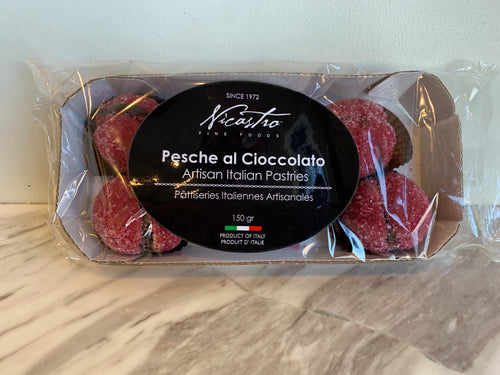 SINCE 1972
Nicastro
FINE FOODS
Pesche al Cioccolato
Artisan Italian Pastries
Pâtiseries Italiennes Artisanales
150 gr
PRODUCT OF ITALY
PRODUIT D' ITALIE